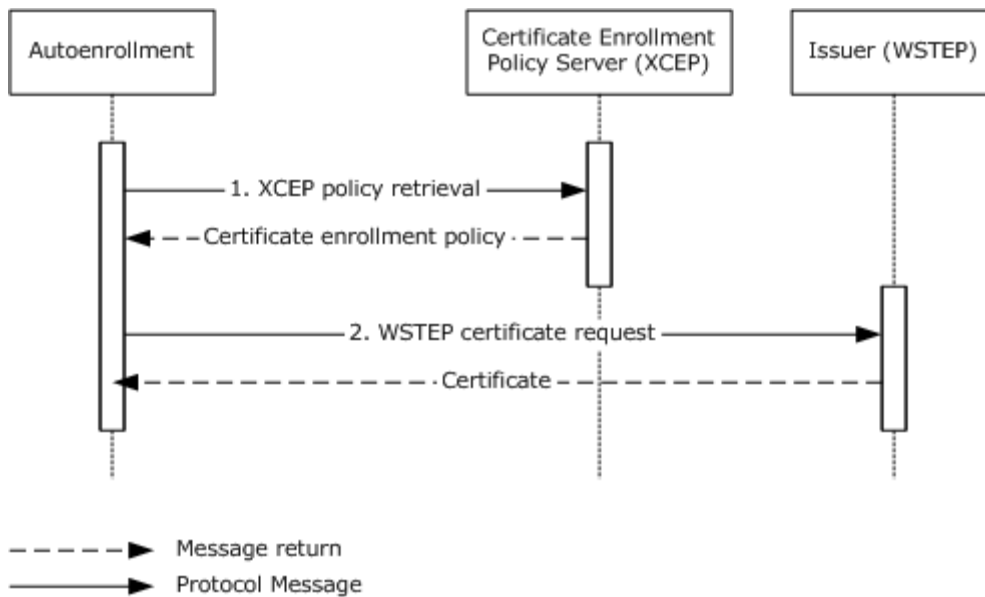 Autoenrollment
Certificate Enrollment
Policy Server (XCEP)
Issuer (WSTEP)
1. XCEP policy retrieval
Certificate enrollment policy
2. WSTEP certificate request
Certificate
Message return
Protocol Message